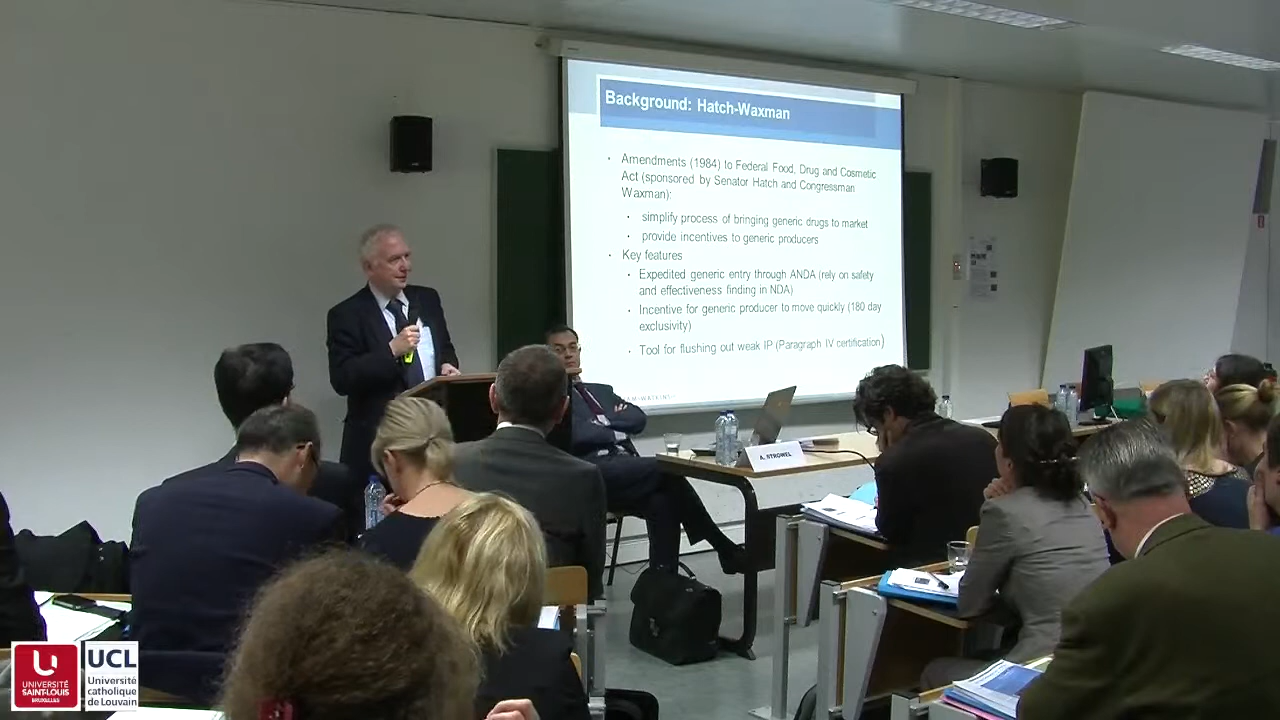 Background: Hatch-Waxman
• Amendments (1984) to Federal Food, Drug and Cosmetic
Act (sponsored by Senator Hatch and Congressman
Waxman):
• simplify process of bringing generic drugs to market
• provide incentives to generic producers
• Key features
• Expedited generic entry through ANDA (rely on safety
and effectiveness finding in NDA)
• Incentive for generic producer to move quickly (180 day
exclusivity)
• Tool for flushing out weak IP (Paragraph IV certification)
A. STROWEL
UNIVERSITÉ
SAINT-LOUIS
BRUXELLES
UCL
Université
catholique
de Louvain